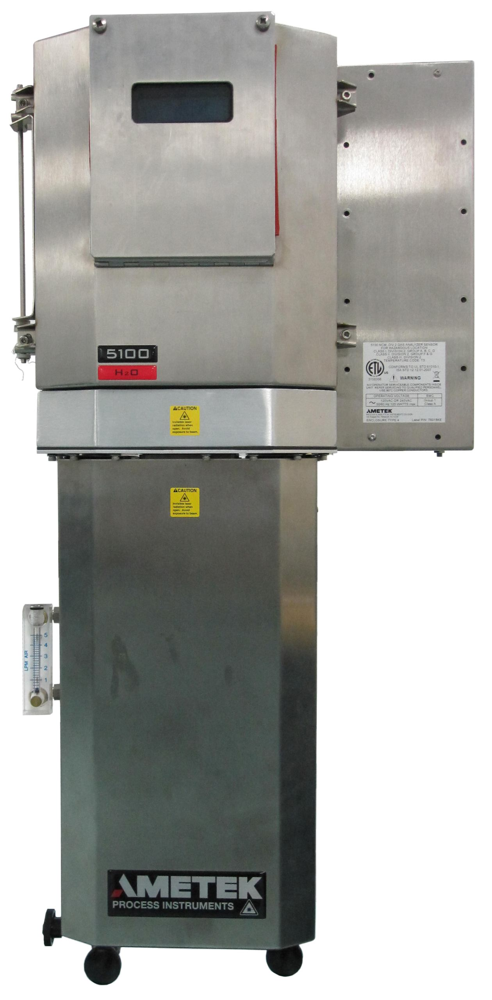 5100
H2O
5100 NCM DIV 2 GAS ANALYZER SENSOR
FOR HAZARDOUS LOCATION
CLASS I, DIVISION 2, GROUP A, B, C, D
CLASS II, DIVISION 2, GROUP F & G
CLASS III, DIVISION 2
TEMPERATURE CODE: T3
INTERTEK
ETL
US
3158356
CONFORMS TO UL STD 61010-1,
ISA STD 12.12.01-2007
WARNING
NO OPERATOR SERVICEABLE COMPONENTS INSIDE
UNIT. REFER SERVICING TO QUALIFIED PERSONNEL.
USE 90°C COPPER CONDUCTORS
OPERATING VOLTAGE EMC
~ 120VAC OR 240VAC Group 1
50/60 Hz 105 WATTS max Class A
AMETEK
PROCESS & ANALYTICAL INSTRUMENTS DIVISION
ENCLOSURE TYPE 4 Label P/N: 76018KE
CAUTION
Invisible laser
radiation when
open. Avoid
exposure to beam.
CAUTION
Invisible laser
radiation when
open. Avoid
exposure to beam.
LPM AIR
5
4
3
2
1
AMETEK
PROCESS INSTRUMENTS